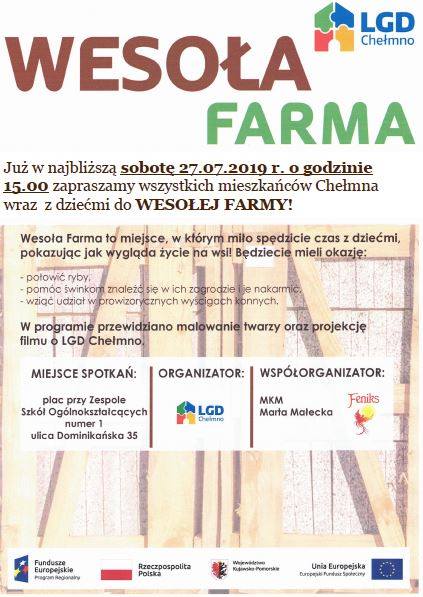 LGD
Chełmno
WESOŁA
FARMA
Już w najbliższą sobotę 27.07.2019 r. o godzinie
15.00 zapraszamy wszystkich mieszkańców Chełmna
wraz z dziećmi do WESOŁEJ FARMY!
Wesoła Farma to miejsce, w którym miło spędzicie czas z dziećmi,
pokazując jak wygląda życie na wsi! Będziecie mieli okazję:
- połowić ryby,
- pomóc świnkom znaleźć się w ich zagrodzie i je nakarmić,
- wziąć udział w prowizorycznych wyścigach konnych.
W programie przewidziano malowanie twarzy oraz projekcję
filmu o LGD Chełmno.
MIEJSCE SPOTKAŃ:
plac przy Zespole
Szkół Ogólnokształcących
numer 1
ulica Dominikańska 35
ORGANIZATOR:
LGD
Chełmno
WSPÓŁORGANIZATOR:
MKM
Marta Małecka
Feniks
Fundusze
Europejskie
Program Regionalny
Rzeczpospolita
Polska
Województwo
Kujawsko-Pomorskie
Unia Europejska
Europejski Fundusz Społeczny